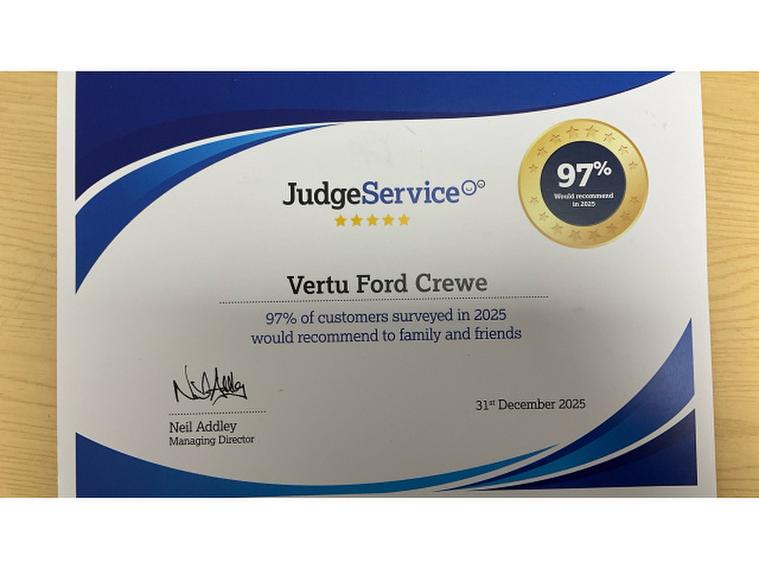 JudgeService
97%
Would recommend
in 2025
Vertu Ford Crewe
97% of customers surveyed in 2025
would recommend to family and friends
Neil Addley
Managing Director
31st December 2025